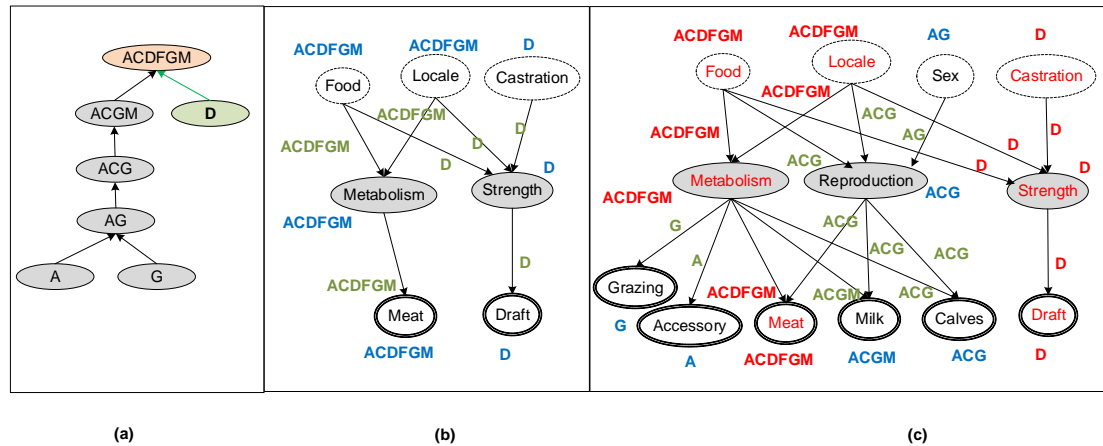 ACDFGM
ACGM
D
ACG
AG
A
G
(a)
ACDFGM
ACDFGM
D
Food
Locale
Castration
ACDFGM
D
D
ACDFGM
D
D
Metabolism
Strength
ACDFGM
D
ACDFGM
Meat
Draft
ACDFGM
D
(b)
ACDFGM
ACDFGM
AG
D
Food
Locale
Sex
Castration
ACDFGM
ACG
AG
D
ACDFGM
D
ACG
D
D
Metabolism
Reproduction
Strength
ACDFGM
ACG
G
ACG
A
ACG
ACG
D
Grazing
ACDFGM
ACGM
ACG
G
Accessory
Meat
Milk
Calves
Draft
A
ACDFGM
ACGM
ACG
D
(c)